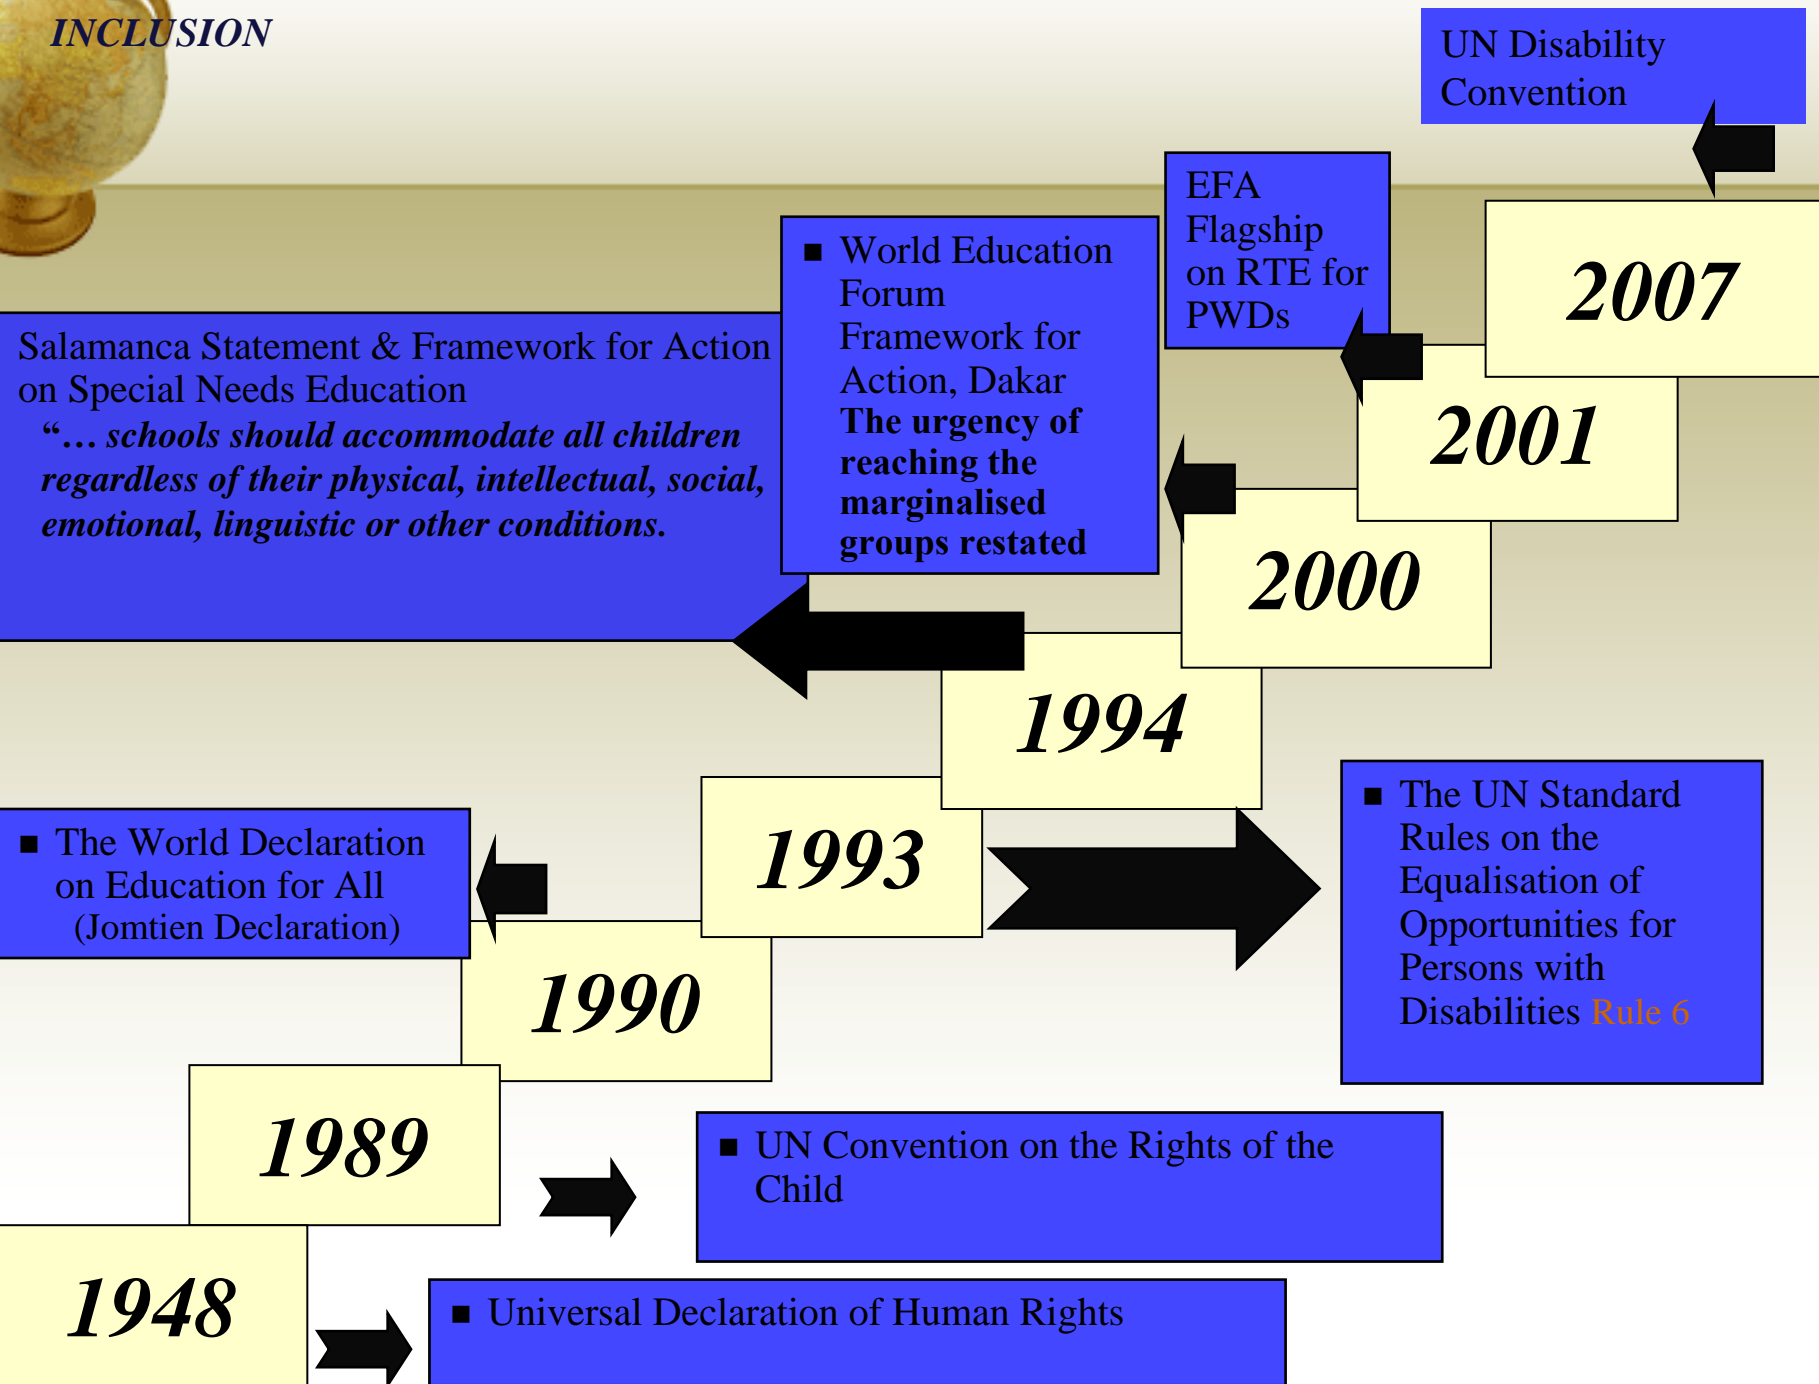 INCLUSION
UN Disability
Convention
2007
EFA
Flagship
on RTE for
PWDs
2001
■ World Education
Forum
Framework for
Action, Dakar
The urgency of
reaching the
marginalised
groups restated
2000
Salamanca Statement & Framework for Action
on Special Needs Education
“… schools should accommodate all children
regardless of their physical, intellectual, social,
emotional, linguistic or other conditions.
1994
1993
■ The UN Standard
Rules on the
Equalisation of
Opportunities for
Persons with
Disabilities Rule 6
■ The World Declaration
on Education for All
(Jomtien Declaration)
1990
1989
■ UN Convention on the Rights of the
Child
1948
■ Universal Declaration of Human Rights